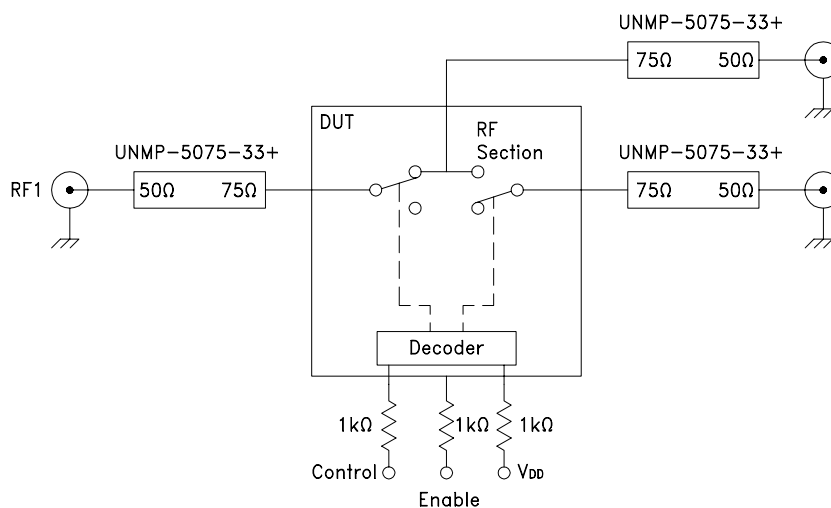 UNMP-5075-33+
75Ω 50Ω
DUT
RF
Section
UNMP-5075-33+
50Ω 75Ω
RF1
UNMP-5075-33+
75Ω 50Ω
Decoder
1kΩ 1kΩ 1kΩ
Control VDD
Enable